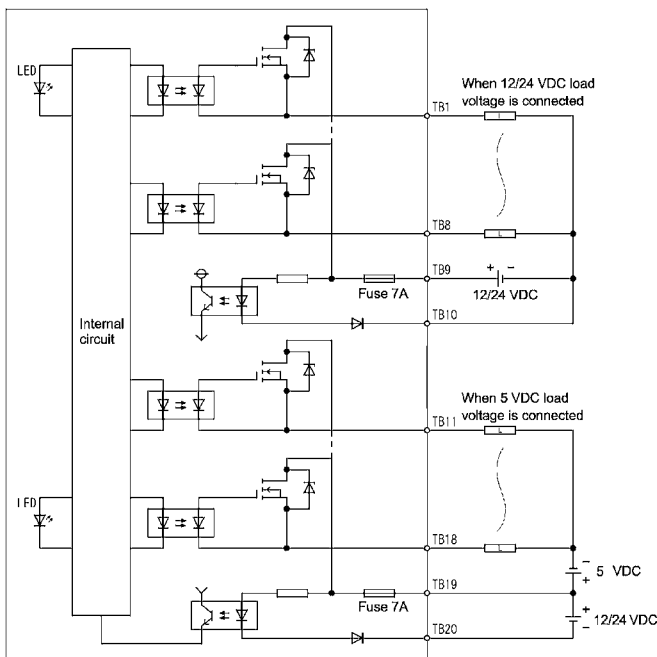 LED
When 12/24 VDC load
voltage is connected
TB1
L
TB8
L
TB9
+ -
Fuse 7A
12/24 VDC
TB10
Internal
circuit
When 5 VDC load
voltage is connected
TB11
L
LED
TB18
L
-
+
5 VDC
TB19
Fuse 7A
+
-
12/24 VDC
TB20